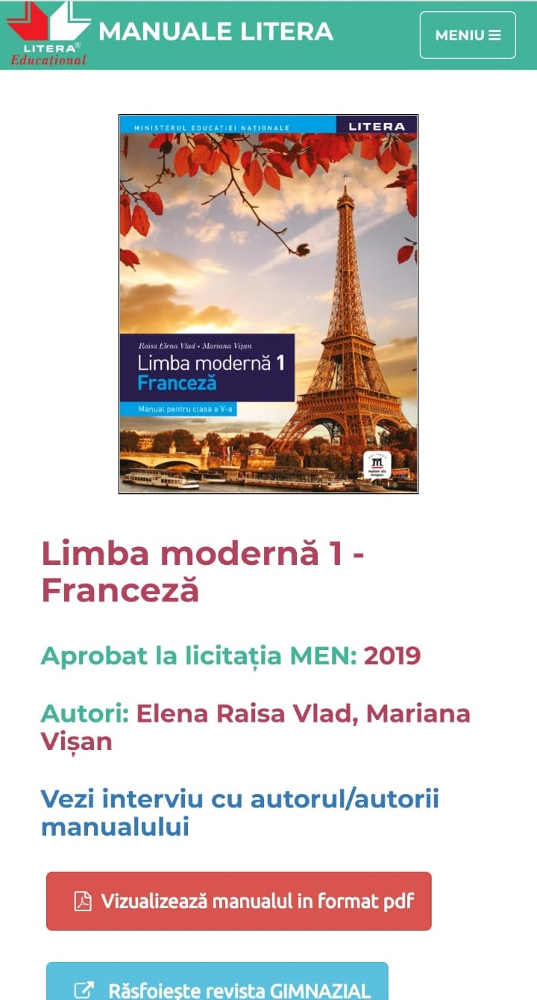 LITERA®
Educațional
MANUALE LITERA
MENIU
MINISTERUL EDUCAȚIEI NAȚIONALE
LITERA
Raisa Elena Vlad • Mariana Vișan
Limba modernă 1
Franceză
Manual pentru clasa a V-a
Limba modernă 1 -
Franceză
Aprobat la licitația MEN: 2019
Autori: Elena Raisa Vlad, Mariana
Vișan
Vezi interviu cu autorul/autorii
manualului
Vizualizează manualul in format pdf
Răsfoiește revista GIMNAZIAL